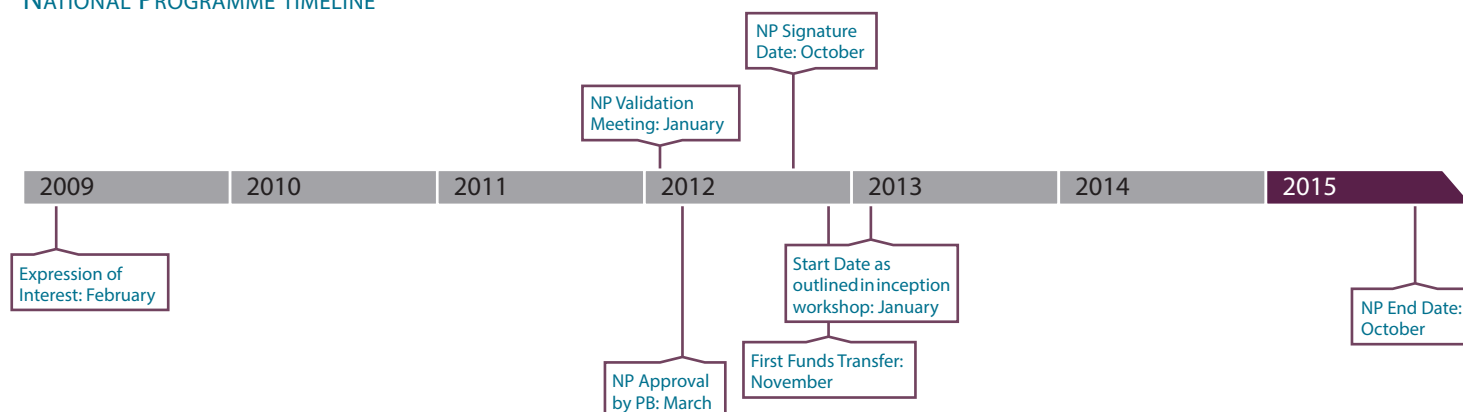 NATIONAL PROGRAMME TIMELINE
NP Signature
Date: October
NP Validation
Meeting: January
2009 2010 2011 2012 2013 2014 2015
Expression of
Interest: February
Start Date as
outlined in inception
workshop: January
NP End Date:
October
First Funds Transfer:
November
NP Approval
by PB: March